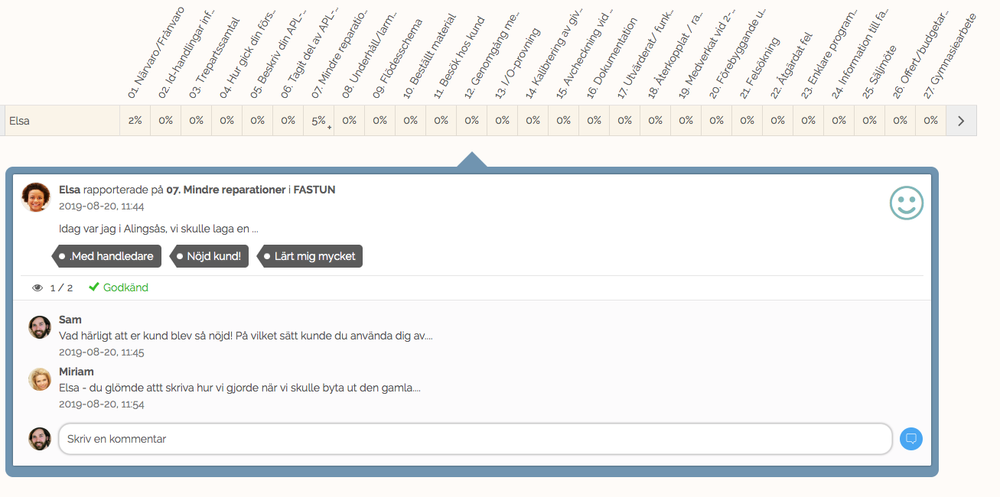 01. Närvaro/Frånvaro
02. Id-handlingar inf...
03. Trepartssamtal
04. Hur gick din förs...
05. Beskriv din APL-...
06. Tagit del av APL-...
07. Mindre reparatio...
08. Underhåll/larm...
09. Flödesschema
10. Beställt material
11. Besök hos kund
12. Genomgång me...
13. I/O-provning
14. Kalibrering av giv...
15. Avcheckning vid ...
16. Dokumentation
17. Utvärderat/ funk...
18. Återkopplat / ra...
19. Medverkat vid 2-...
20. Förebyggande u...
21. Felsökning
22. Åtgärdat fel
23. Enklare program...
24. Information till fa...
25. Säljmöte
26. Offert/budgetar...
27. Gymnasiearbete
Elsa 2% 0% 0% 0% 0% 0% 5%+ 0% 0% 0% 0% 0% 0% 0% 0% 0% 0% 0% 0% 0% 0% 0% 0% 0% 0% 0% 0%
Elsa rapporterade på 07. Mindre reparationer i FASTUN
2019-08-20, 11:44
Idag var jag i Alingsås, vi skulle laga en ...
.Med handledare Nöjd kund! Lärt mig mycket
1 / 2 Godkänd
Sam
Vad härligt att er kund blev så nöjd! På vilket sätt kunde du använda dig av....
2019-08-20, 11:45
Miriam
Elsa - du glömde attt skriva hur vi gjorde när vi skulle byta ut den gamla....
2019-08-20, 11:54
Skriv en kommentar